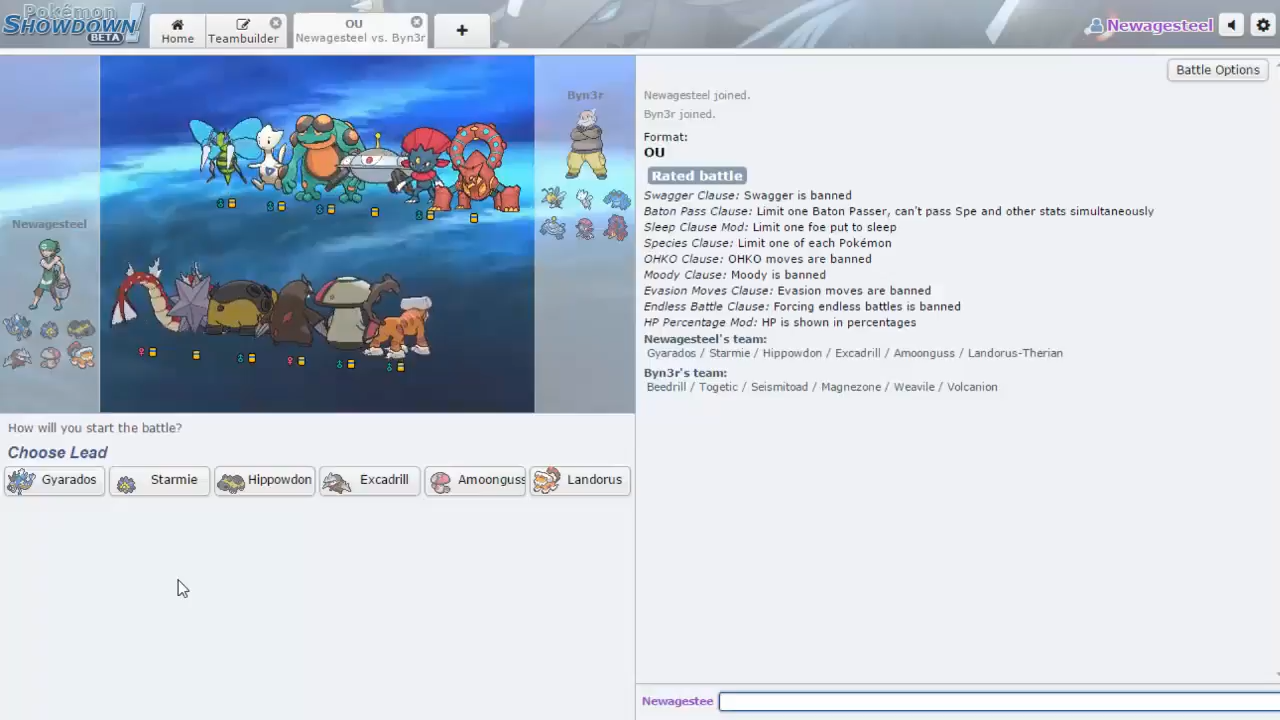 Pokémon
SHOWDOWN
BETA
Home
Teambuilder
OU
Newagesteel vs. Byn3r
Newagesteel
Battle Options
Byn3r
Newagesteel
Newagesteel joined.
Byn3r joined.
Format:
OU
Rated battle
Swagger Clause: Swagger is banned
Baton Pass Clause: Limit one Baton Passer, can't pass Spe and other stats simultaneously
Sleep Clause Mod: Limit one foe put to sleep
Species Clause: Limit one of each Pokémon
OHKO Clause: OHKO moves are banned
Moody Clause: Moody is banned
Evasion Moves Clause: Evasion moves are banned
Endless Battle Clause: Forcing endless battles is banned
HP Percentage Mod: HP is shown in percentages
Newagesteel's team:
Gyarados / Starmie / Hippowdon / Excadrill / Amoonguss / Landorus-Therian
Byn3r's team:
Beedrill / Togetic / Seismitoad / Magnezone / Weavile / Volcanion
How will you start the battle?
Choose Lead
Gyarados
Starmie
Hippowdon
Excadrill
Amoonguss
Landorus
Newagestee